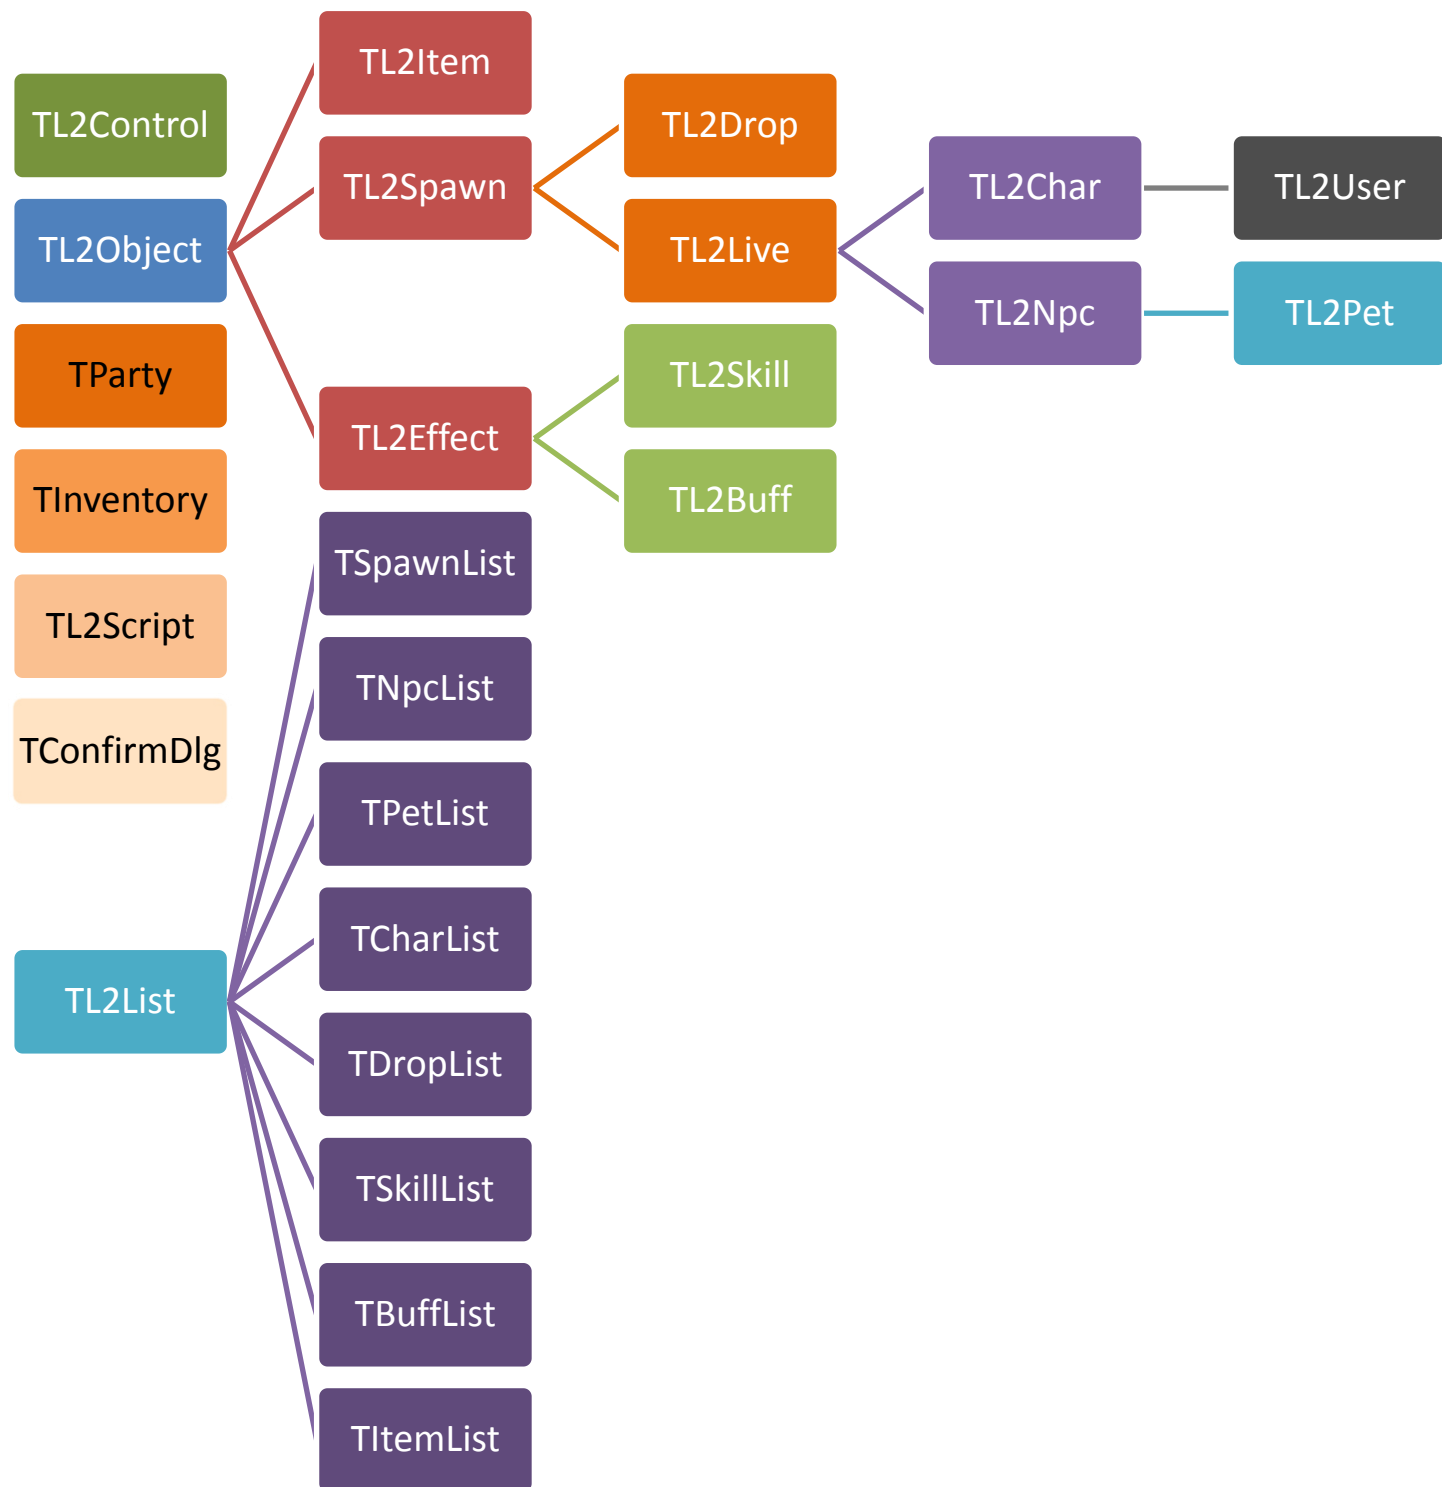 TL2Control
TL2Object
TParty
TInventory
TL2Script
TConfirmDlg
TL2List
TL2Item
TL2Spawn
TL2Effect
TSpawnList
TNpcList
TPetList
TCharList
TDropList
TSkillList
TBuffList
TItemList
TL2Drop
TL2Live
TL2Skill
TL2Buff
TL2Char
TL2Npc
TL2User
TL2Pet